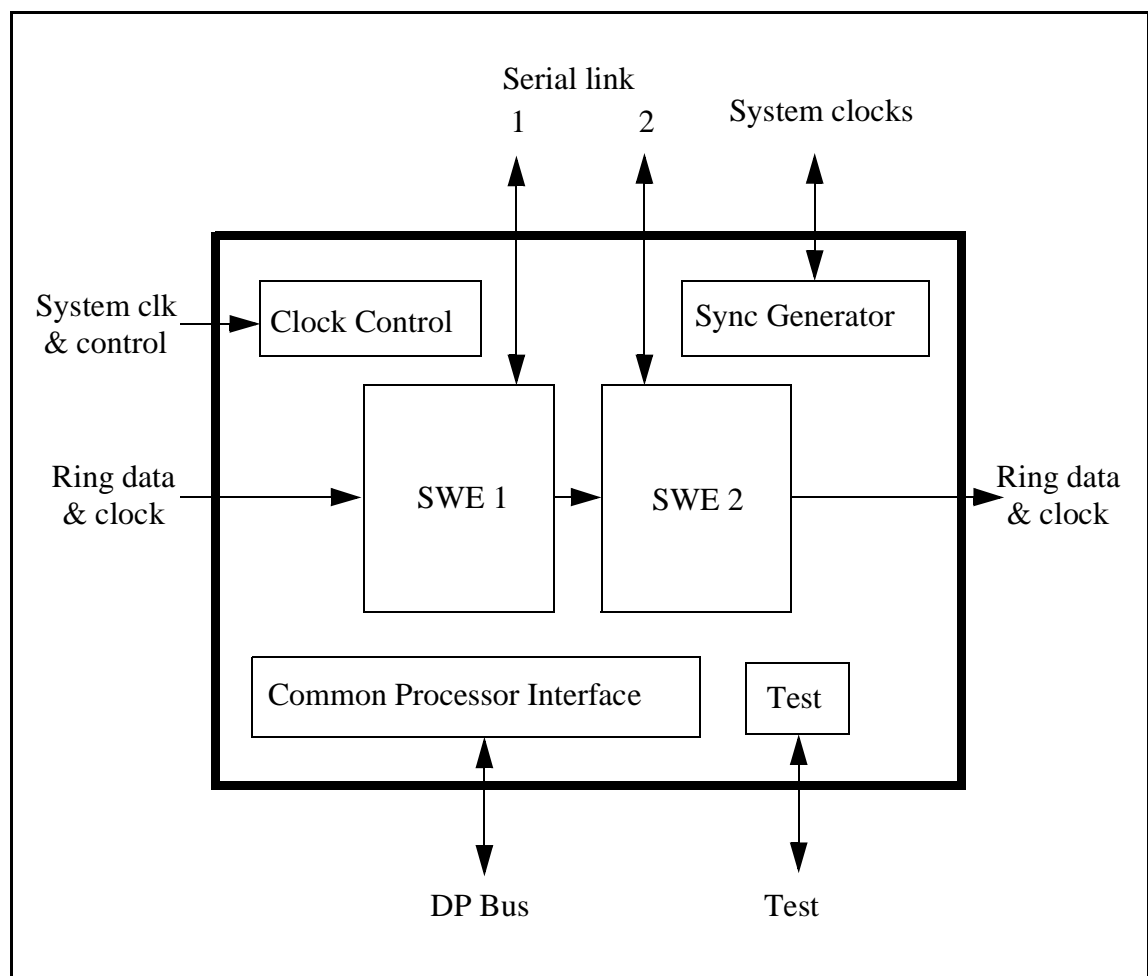 Serial link
1
2
System clocks
System clk
& control
Clock Control
Sync Generator
Ring data
& clock
SWE 1
SWE 2
Ring data
& clock
Common Processor Interface
Test
DP Bus
Test